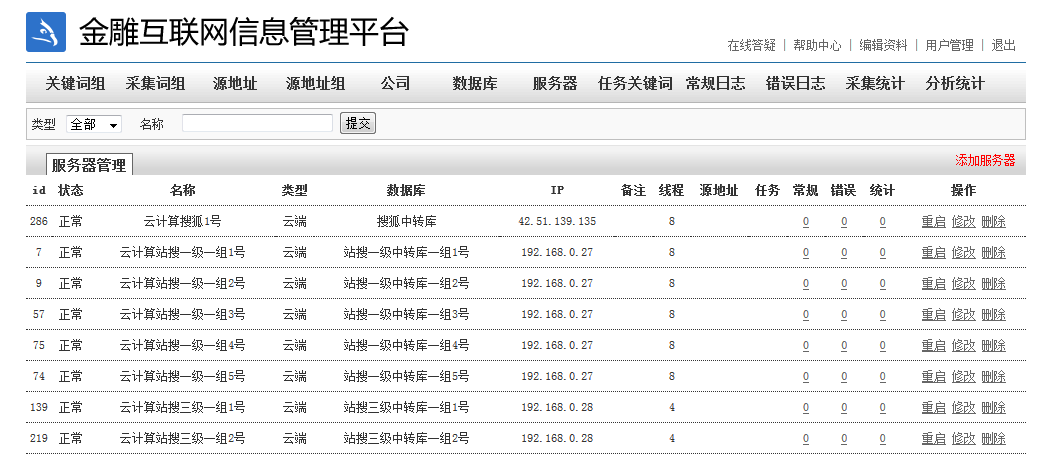 金雕互联网信息管理平台
在线答疑 | 帮助中心 | 编辑资料 | 用户管理 | 退出
关键词组 采集词组 源地址 源地址组 公司 数据库 服务器 任务关键词 常规日志 错误日志 采集统计 分析统计
类型 全部 名称 提交
服务器管理 添加服务器
id 状态 名称 类型 数据库 IP 备注 线程 源地址 任务 常规 错误 统计 操作
286 正常 云计算搜狐1号 云端 搜狐中转库 42.51.139.135 8 0 0 0 重启 修改 删除
7 正常 云计算站搜一级一组1号 云端 站搜一级中转库一组1号 192.168.0.27 8 0 0 0 重启 修改 删除
9 正常 云计算站搜一级一组2号 云端 站搜一级中转库一组2号 192.168.0.27 8 0 0 0 重启 修改 删除
57 正常 云计算站搜一级一组3号 云端 站搜一级中转库一组3号 192.168.0.27 8 0 0 0 重启 修改 删除
75 正常 云计算站搜一级一组4号 云端 站搜一级中转库一组4号 192.168.0.27 8 0 0 0 重启 修改 删除
74 正常 云计算站搜一级一组5号 云端 站搜一级中转库一组5号 192.168.0.27 8 0 0 0 重启 修改 删除
139 正常 云计算站搜三级一组1号 云端 站搜三级中转库一组1号 192.168.0.28 4 0 0 0 重启 修改 删除
219 正常 云计算站搜三级一组2号 云端 站搜三级中转库一组2号 192.168.0.28 4 0 0 0 重启 修改 删除